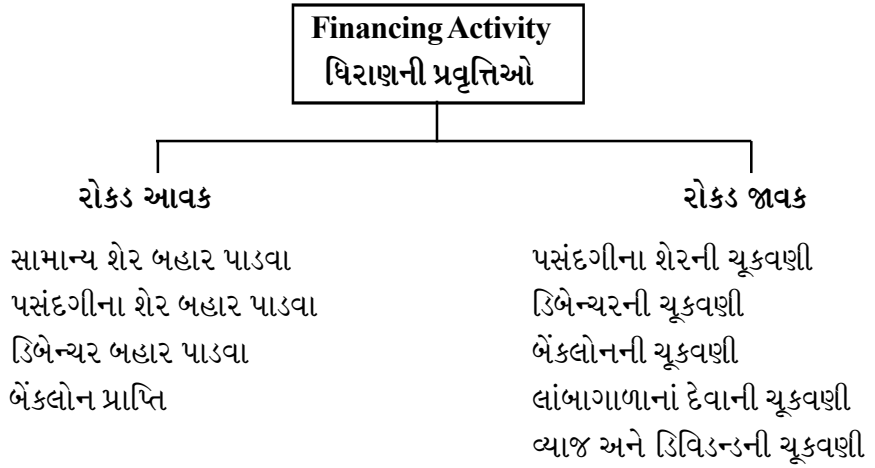 Financing Activity
ધિરાણની પ્રવૃત્તિઓ
રોકડ આવક
સામાન્ય શેર બહાર પાડવા
પસંદગીના શેર બહાર પાડવા
ડિબેન્ચર બહાર પાડવા
બેંકલોન પ્રાપ્તિ
રોકડ જાવક
પસંદગીના શેરની ચૂકવણી
ડિબેન્ચરની ચૂકવણી
બેંકલોનની ચૂકવણી
લાંબાગાળાનાં દેવાની ચૂકવણી
વ્યાજ અને ડિવિડન્ડની ચૂકવણી